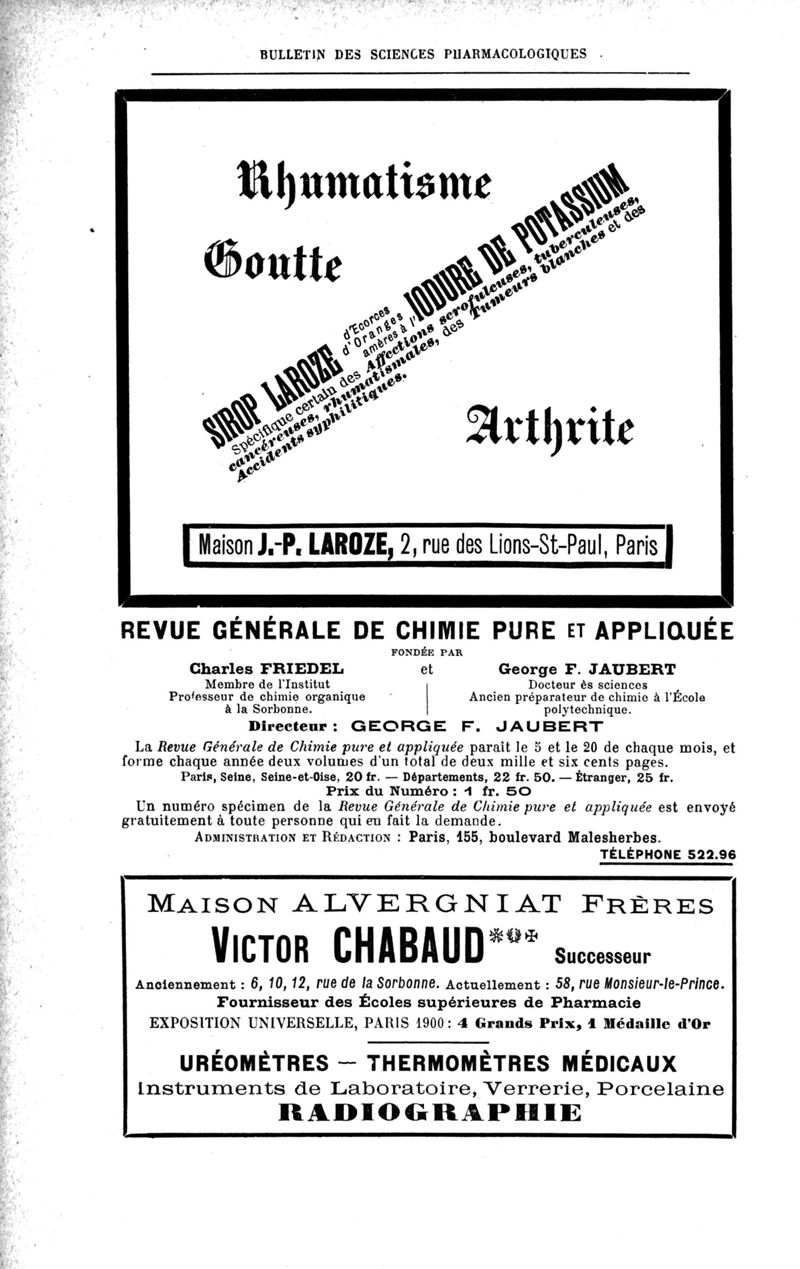 BULLETIN DES SCIENCES PHARMACOLOGIQUES
Rhumatisme
Goutte
SIROP LAROZE d'Ecorces d'Oranges amères à l' IODURE DE POTASSIUM
Spécifique certain des Affections scrofuleuses, tuberculeuses,
cancéreuses, rhumatismales, des Tumeurs blanches et des
Accidents syphilitiques.
Arthrite
Maison J.-P. LAROZE, 2, rue des Lions-St-Paul, Paris
REVUE GÉNÉRALE DE CHIMIE PURE ET APPLIQUÉE
FONDÉE PAR
Charles FRIEDEL et George F. JAUBERT
Membre de l'Institut Docteur ès sciences
Professeur de chimie organique Ancien préparateur de chimie à l'École
à la Sorbonne. polytechnique.
Directeur : GEORGE F. JAUBERT
La Revue Générale de Chimie pure et appliquée paraît le 5 et le 20 de chaque mois, et
forme chaque année deux volumes d'un total de deux mille et six cents pages.
Paris, Seine, Seine-et-Oise, 20 fr. — Départements, 22 fr. 50. — Étranger, 25 fr.
Prix du Numéro : 1 fr. 50
Un numéro spécimen de la Revue Générale de Chimie pure et appliquée est envoyé
gratuitement à toute personne qui en fait la demande.
ADMINISTRATION ET RÉDACTION : Paris, 155, boulevard Malesherbes.
TÉLÉPHONE 522.96
MAISON ALVERGNIAT FRÈRES
VICTOR CHABAUD Successeur
Anciennement : 6, 10, 12, rue de la Sorbonne. Actuellement : 58, rue Monsieur-le-Prince.
Fournisseur des Écoles supérieures de Pharmacie
EXPOSITION UNIVERSELLE, PARIS 1900 : 4 Grands Prix, 1 Médaille d'Or
URÉOMÈTRES — THERMOMÈTRES MÉDICAUX
Instruments de Laboratoire, Verrerie, Porcelaine
RADIOGRAPHIE